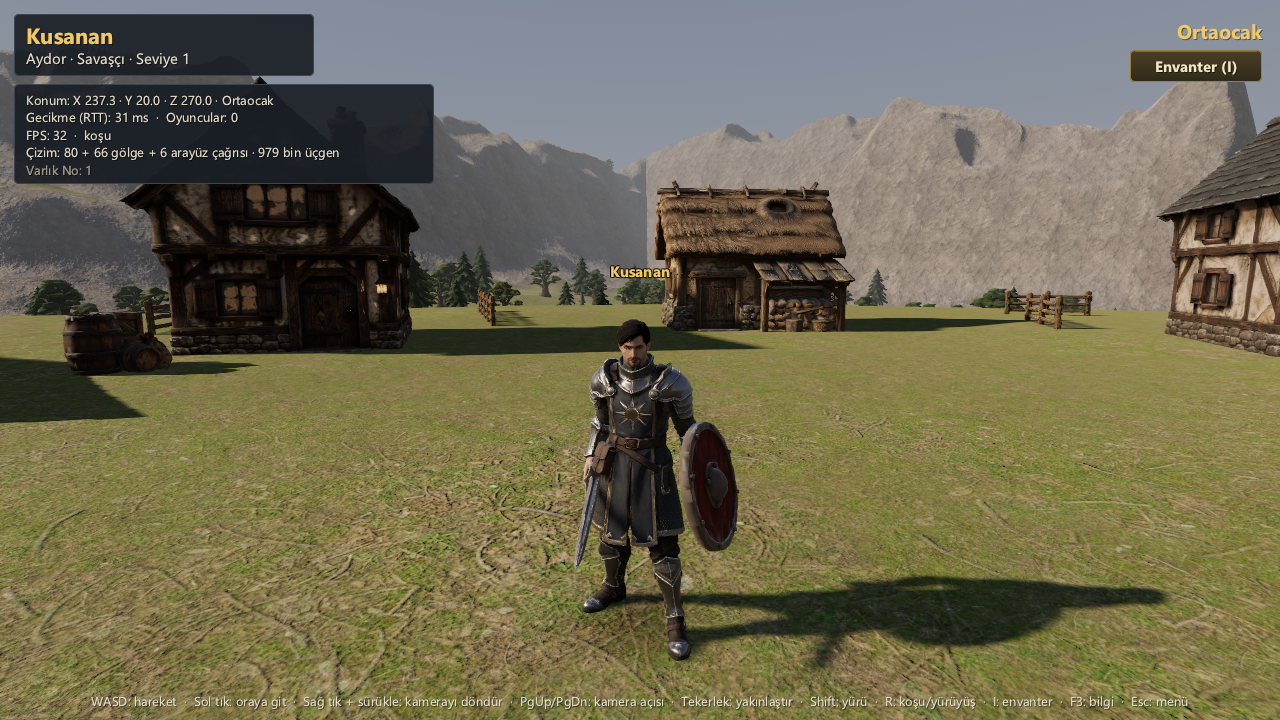 Kusanan
Aydor · Savaşçı · Seviye 1
Ortaocak
Envanter (I)
Konum: X 237.3 · Y 20.0 · Z 270.0 · Ortaocak
Gecikme (RTT): 31 ms · Oyuncular: 0
FPS: 32 · koşu
Çizim: 80 + 66 gölge + 6 arayüz çağrısı · 979 bin üçgen
Varlık No: 1
Kusanan
WASD: hareket · Sol tık: oraya git · Sağ tık + sürükle: kamerayı döndür · PgUp/PgDn: kamera açısı · Tekerlek: yakınlaştır · Shift: yürü · R: koşu/yürüyüş · I: envanter · F3: bilgi · Esc: menü